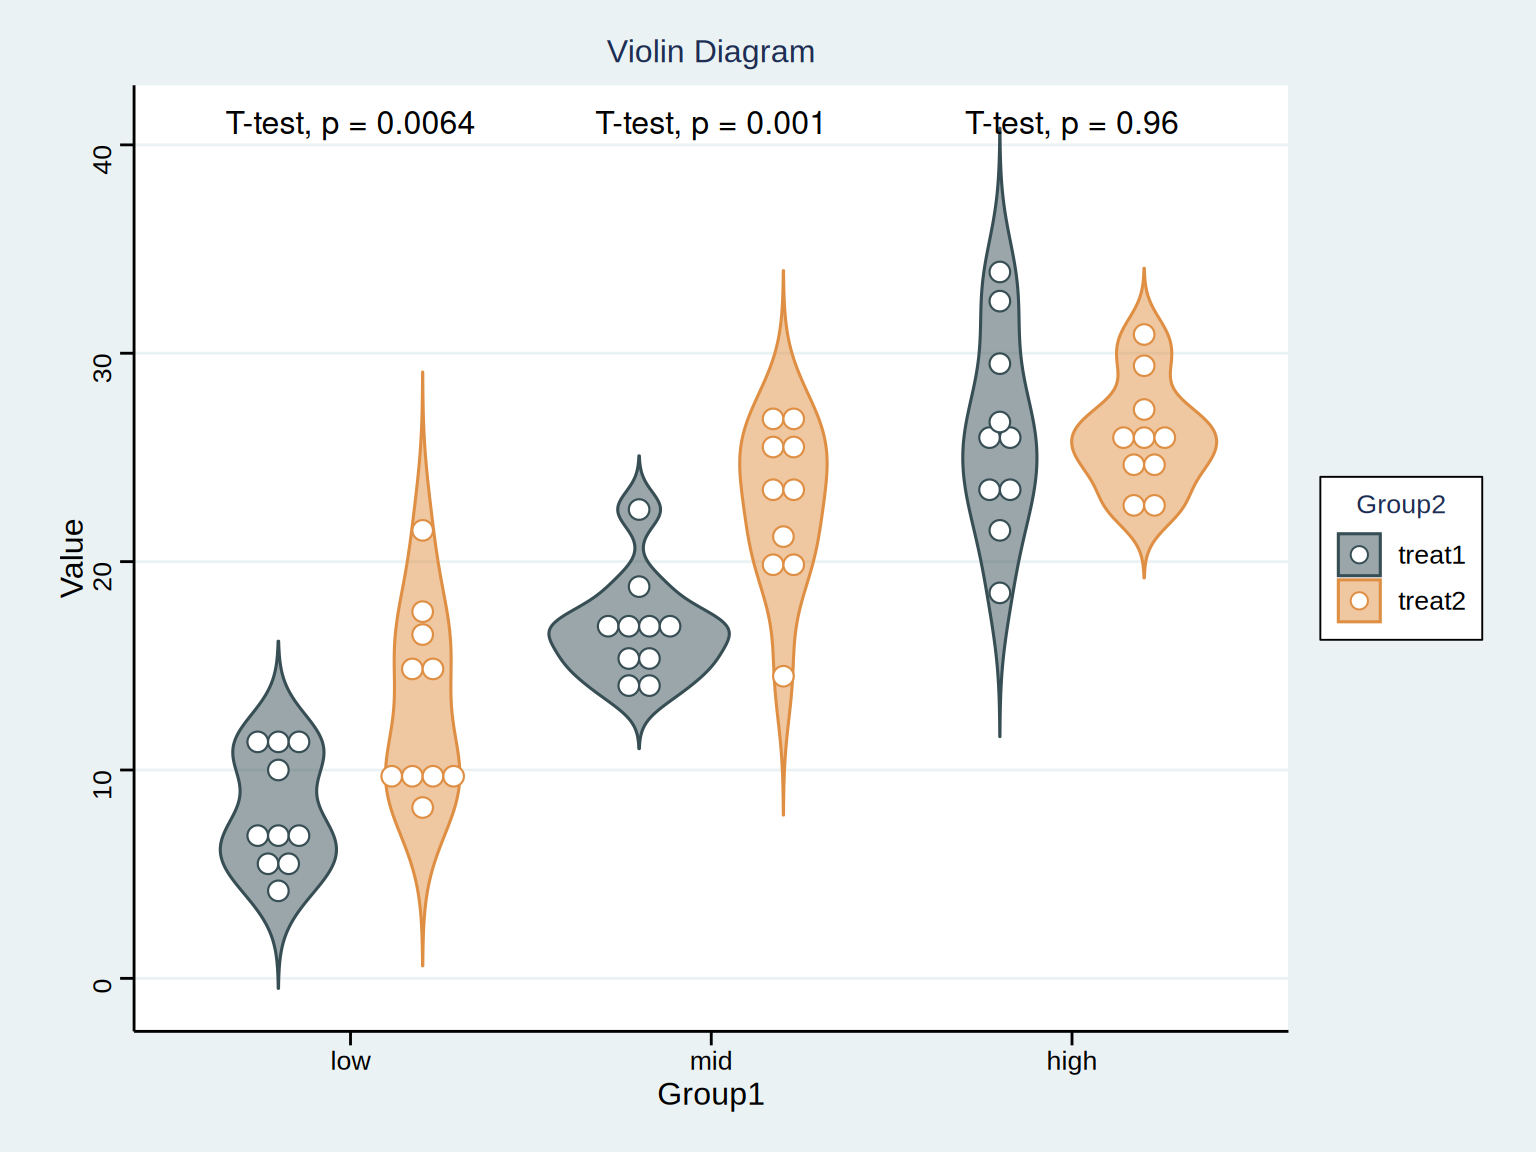 Violin Diagram
T-test, p = 0.0064
T-test, p = 0.001
T-test, p = 0.96
40
30
20
10
0
Value
low
mid
high
Group1
Group2
treat1
treat2